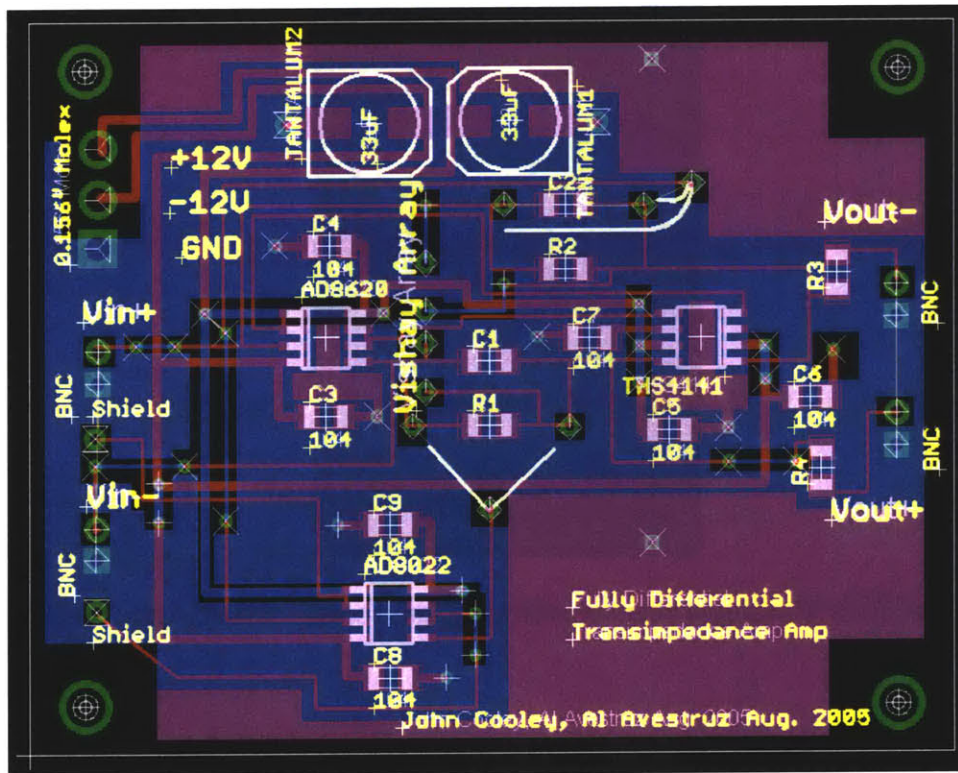 TANTALUM2
33uF
33uF
TANTALUM1
0.156" Molex
+12V
-12V
GND
C2
Vout-
C4
104
AD8620
Vishay Array
R2
R3
BNC
Vin+
C1
C7
104
THS4141
BNC
Shield
C3
104
R1
C5
104
C6
104
R4
BNC
Vin-
Vout+
C9
104
AD8022
BNC
Shield
C8
104
Fully Differential
Transimpedance Amp
John Cooley, Al Avestruz Aug. 2005